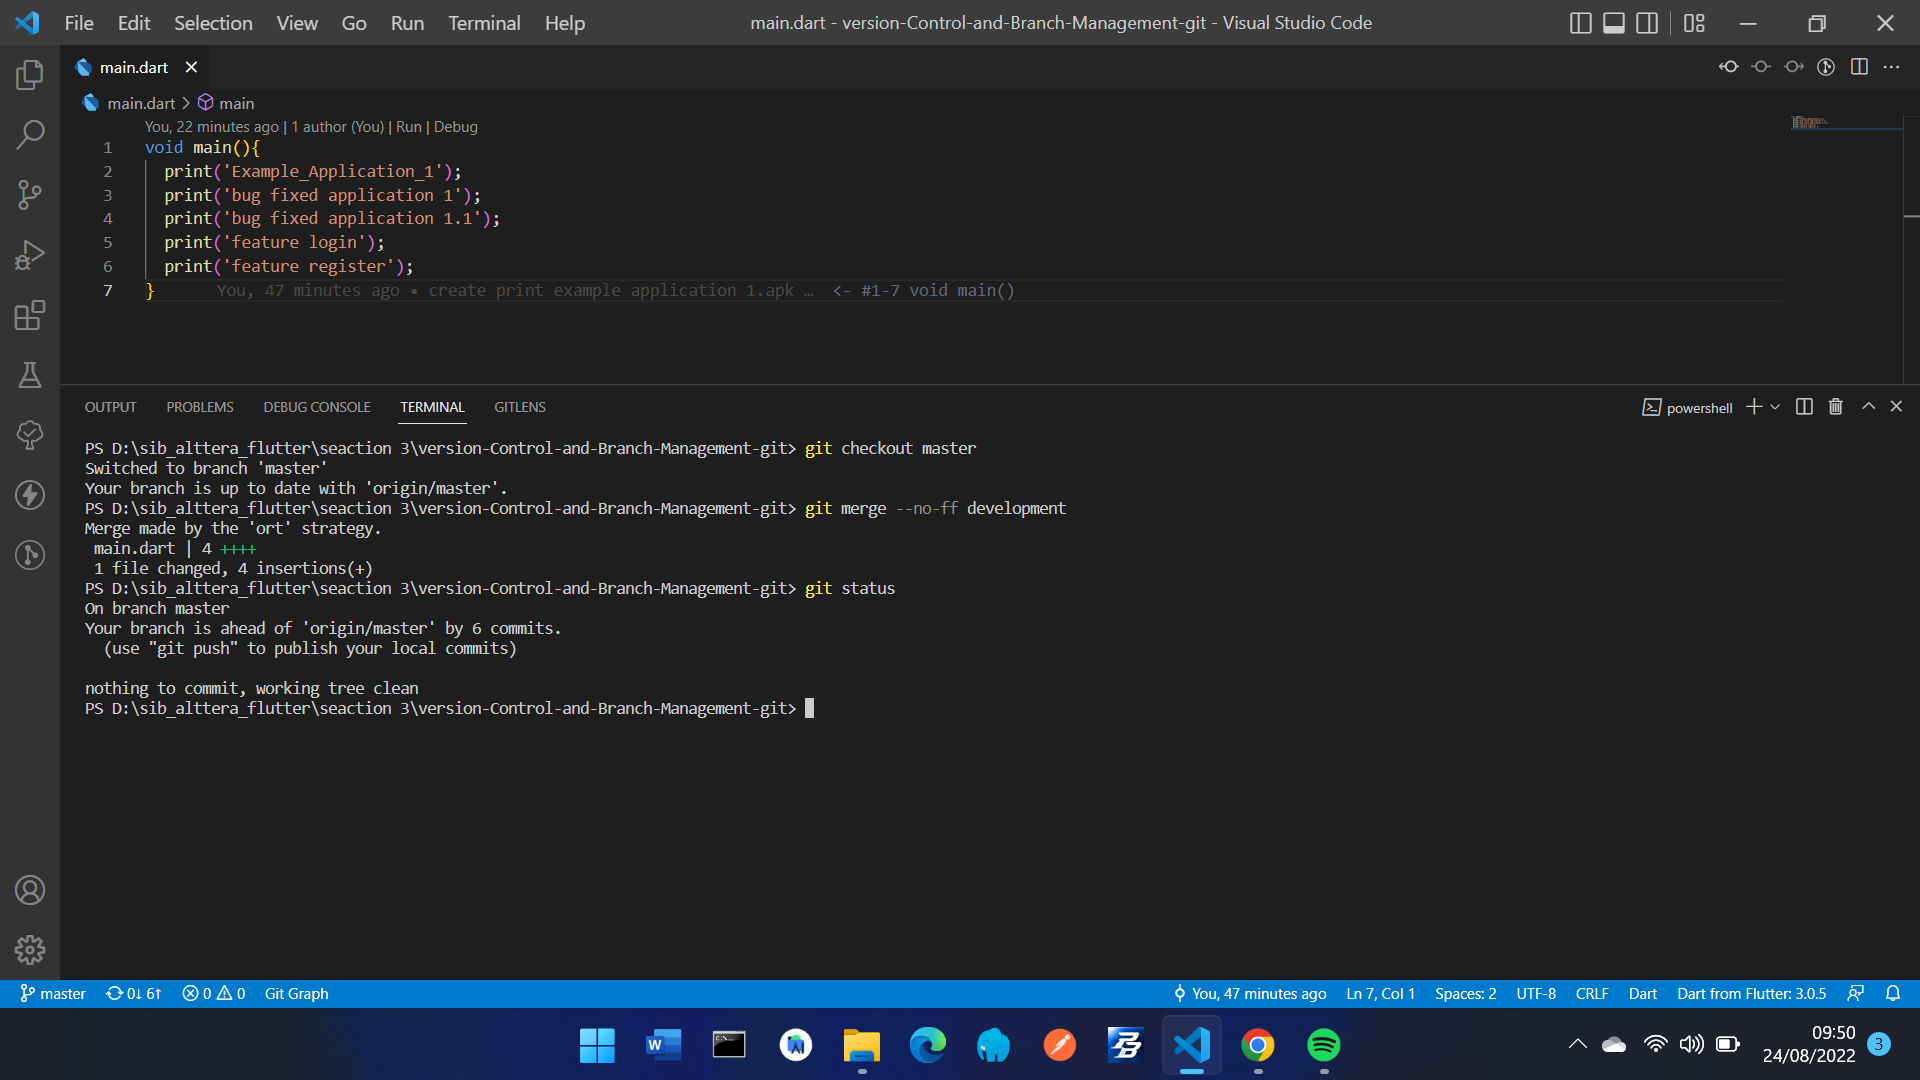 File Edit Selection View Go Run Terminal Help
main.dart - version-Control-and-Branch-Management-git - Visual Studio Code
main.dart
main.dart > main
You, 22 minutes ago | 1 author (You) | Run | Debug
1 void main(){
2 print('Example_Application_1');
3 print('bug fixed application 1');
4 print('bug fixed application 1.1');
5 print('feature login');
6 print('feature register');
7 } You, 47 minutes ago • create print example application 1.apk … <- #1-7 void main()
OUTPUT PROBLEMS DEBUG CONSOLE TERMINAL GITLENS
powershell
PS D:\sib_alttera_flutter\seaction 3\version-Control-and-Branch-Management-git> git checkout master
Switched to branch 'master'
Your branch is up to date with 'origin/master'.
PS D:\sib_alttera_flutter\seaction 3\version-Control-and-Branch-Management-git> git merge --no-ff development
Merge made by the 'ort' strategy.
main.dart | 4 ++++
1 file changed, 4 insertions(+)
PS D:\sib_alttera_flutter\seaction 3\version-Control-and-Branch-Management-git> git status
On branch master
Your branch is ahead of 'origin/master' by 6 commits.
(use "git push" to publish your local commits)
nothing to commit, working tree clean
PS D:\sib_alttera_flutter\seaction 3\version-Control-and-Branch-Management-git>
master 0↓ 6↑ 0 0 Git Graph
You, 47 minutes ago Ln 7, Col 1 Spaces: 2 UTF-8 CRLF Dart Dart from Flutter: 3.0.5
09:50
24/08/2022 3